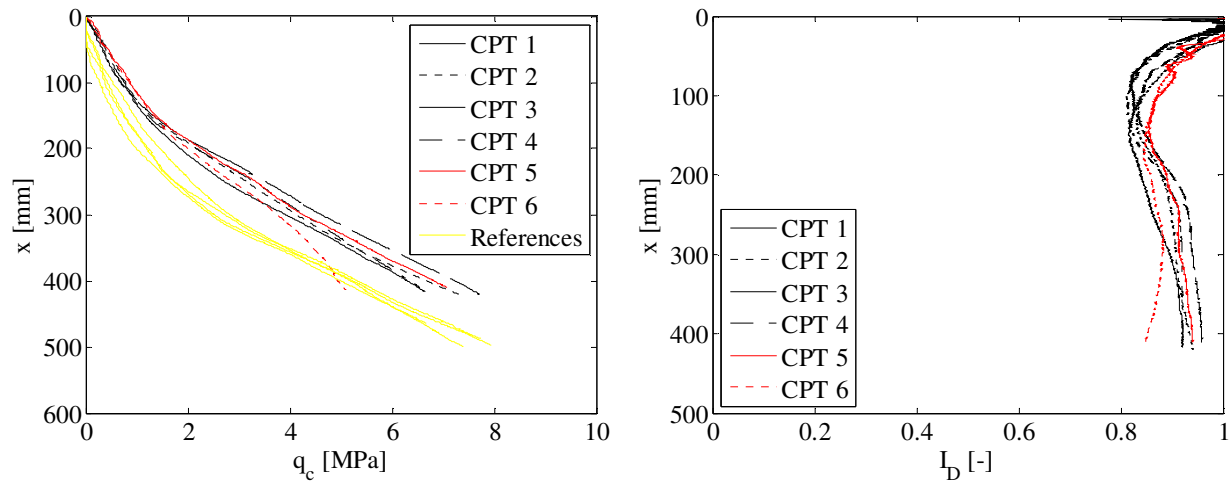 0
100
200
300
400
500
600
x [mm]
0
2
4
6
8
10
q_c [MPa]
CPT 1
CPT 2
CPT 3
CPT 4
CPT 5
CPT 6
References
0
100
200
300
400
500
x [mm]
0
0.2
0.4
0.6
0.8
1
I_D [-]
CPT 1
CPT 2
CPT 3
CPT 4
CPT 5
CPT 6